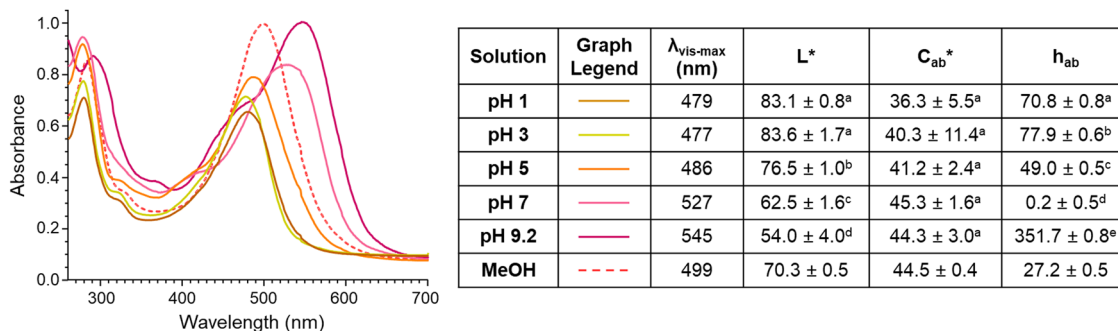 1.0
0.8
0.6
0.4
0.2
0.0
Absorbance
300 400 500 600 700
Wavelength (nm)
Solution Graph Legend λvis-max (nm) L* Cab* hab
pH 1 479 83.1 ± 0.8a 36.3 ± 5.5a 70.8 ± 0.8a
pH 3 477 83.6 ± 1.7a 40.3 ± 11.4a 77.9 ± 0.6b
pH 5 486 76.5 ± 1.0b 41.2 ± 2.4a 49.0 ± 0.5c
pH 7 527 62.5 ± 1.6c 45.3 ± 1.6a 0.2 ± 0.5d
pH 9.2 545 54.0 ± 4.0d 44.3 ± 3.0a 351.7 ± 0.8e
MeOH 499 70.3 ± 0.5 44.5 ± 0.4 27.2 ± 0.5